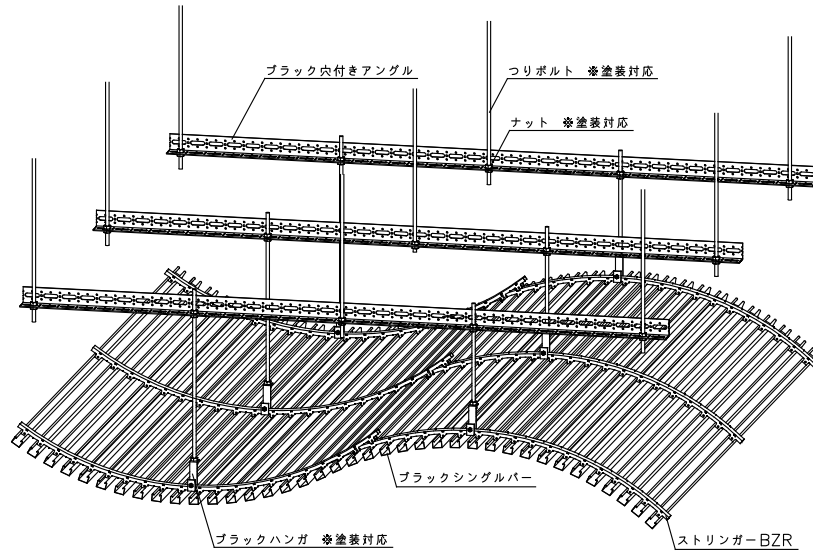 ブラック穴付きアングル
つりボルト ※塗装対応
ナット ※塗装対応
ブラックシングルバー
ブラックハンガ ※塗装対応
ストリンガーBZR